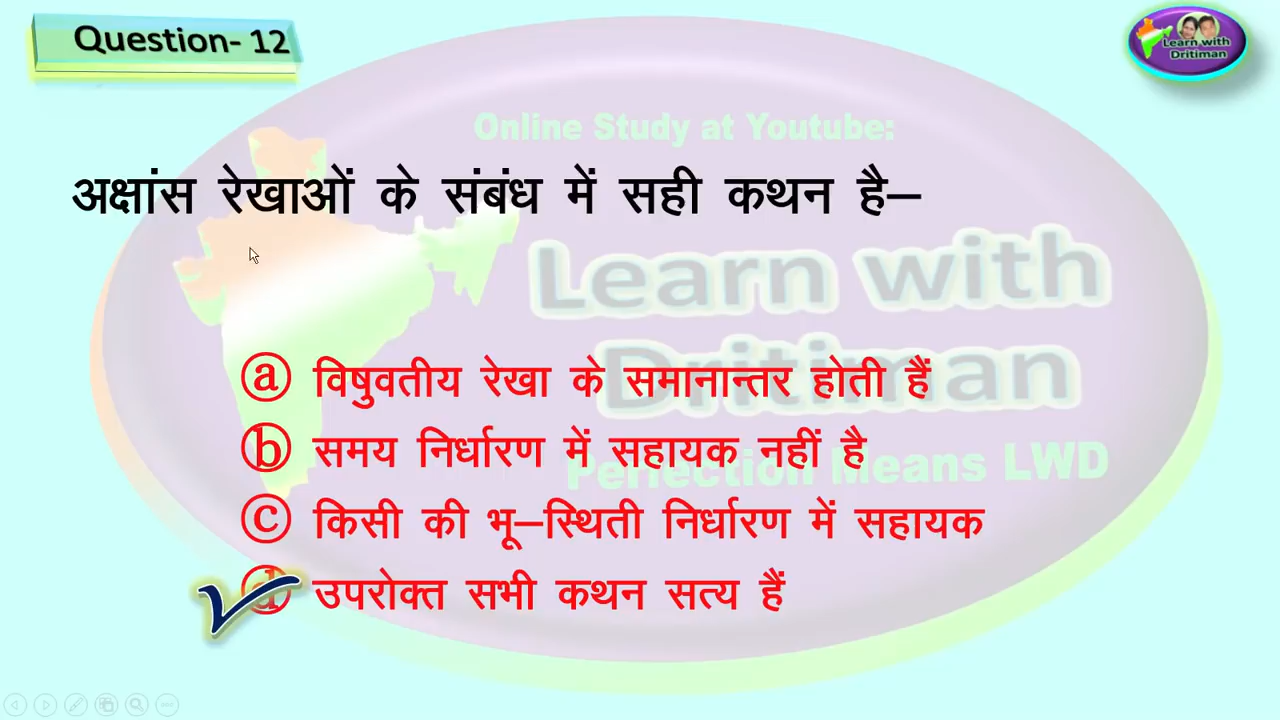 Question- 12
Learn with
Dritiman
Online Study at Youtube:
अक्षांस रेखाओं के संबंध में सही कथन है–
Learn with
Dritiman
ⓐ विषुवतीय रेखा के समानान्तर होती हैं
ⓑ समय निर्धारण में सहायक नहीं है
Perfection Means LWD
ⓒ किसी की भू–स्थिती निर्धारण में सहायक
ⓓ उपरोक्त सभी कथन सत्य हैं